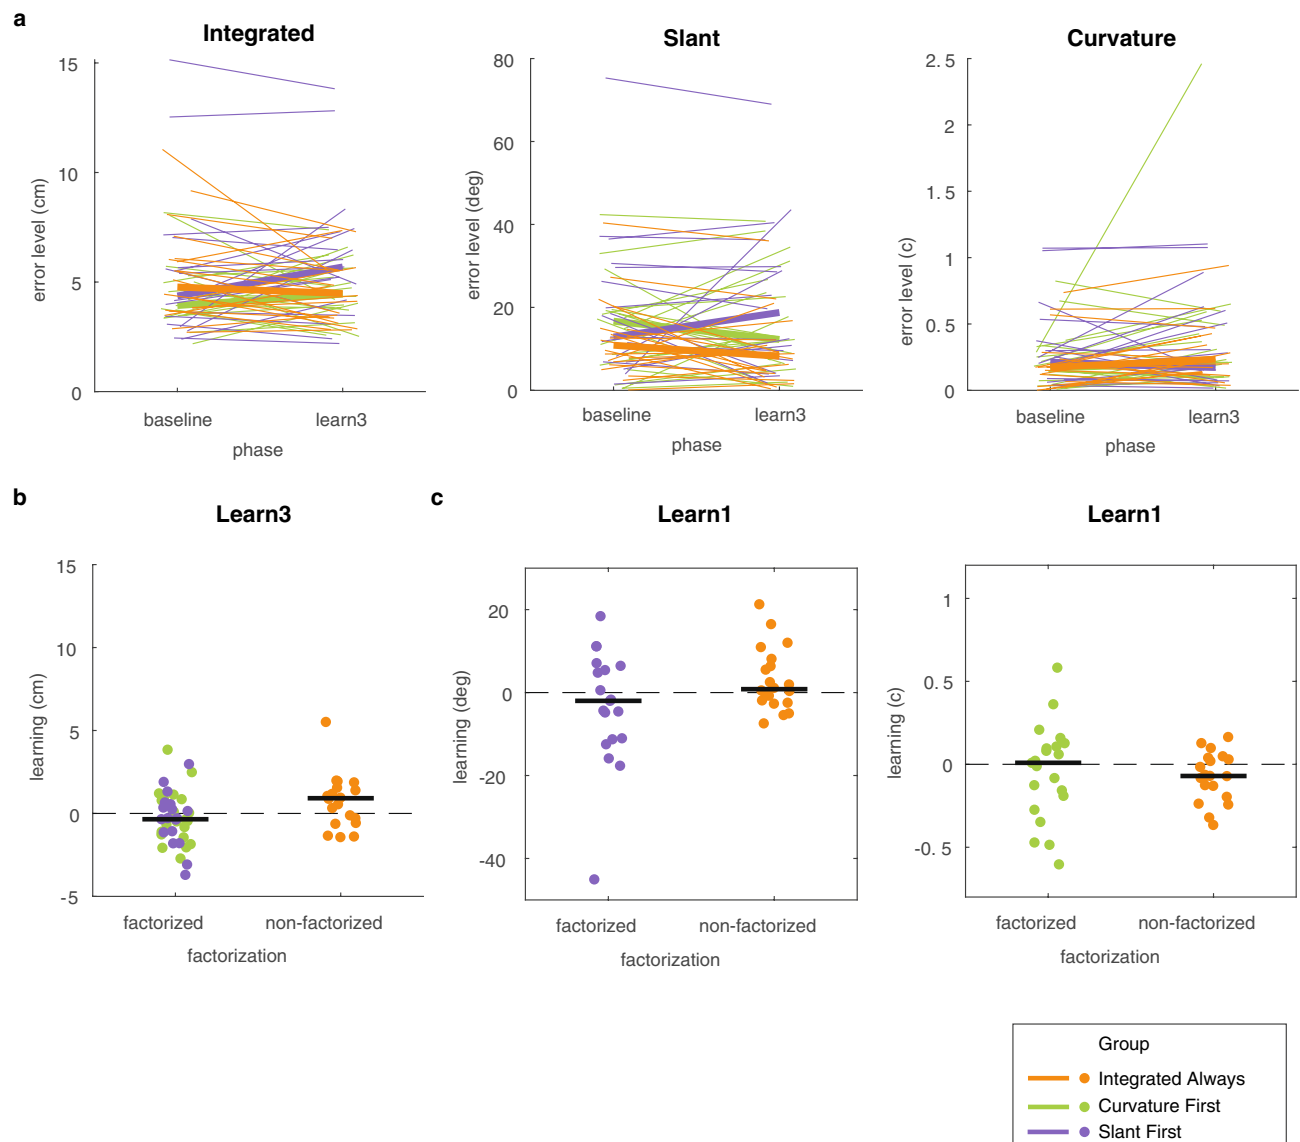 a
Integrated
Slant
Curvature
15
10
5
0
error level (cm)
baseline
learn3
phase
80
60
40
20
0
error level (deg)
baseline
learn3
phase
2. 5
2
1.5
1
0.5
0
error level (c)
baseline
learn3
phase
b
Learn3
15
10
5
0
-5
learning (cm)
factorized
non-factorized
factorization
c
Learn1
20
0
-20
-40
learning (deg)
factorized
non-factorized
factorization
Learn1
1
0.5
0
-0. 5
learning (c)
factorized
non-factorized
factorization
Group
Integrated Always
Curvature First
Slant First